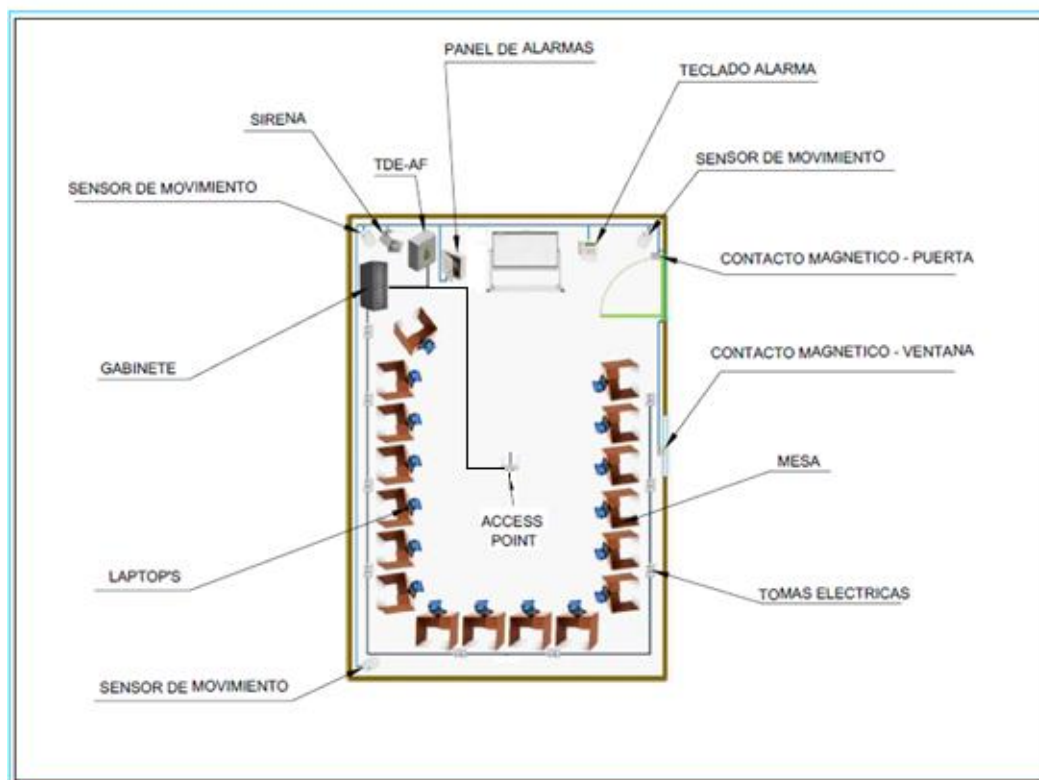 PANEL DE ALARMAS
TECLADO ALARMA
SIRENA
TDE-AF
SENSOR DE MOVIMIENTO
SENSOR DE MOVIMIENTO
CONTACTO MAGNETICO - PUERTA
GABINETE
CONTACTO MAGNETICO - VENTANA
MESA
ACCESS
POINT
LAPTOP'S
TOMAS ELECTRICAS
SENSOR DE MOVIMIENTO